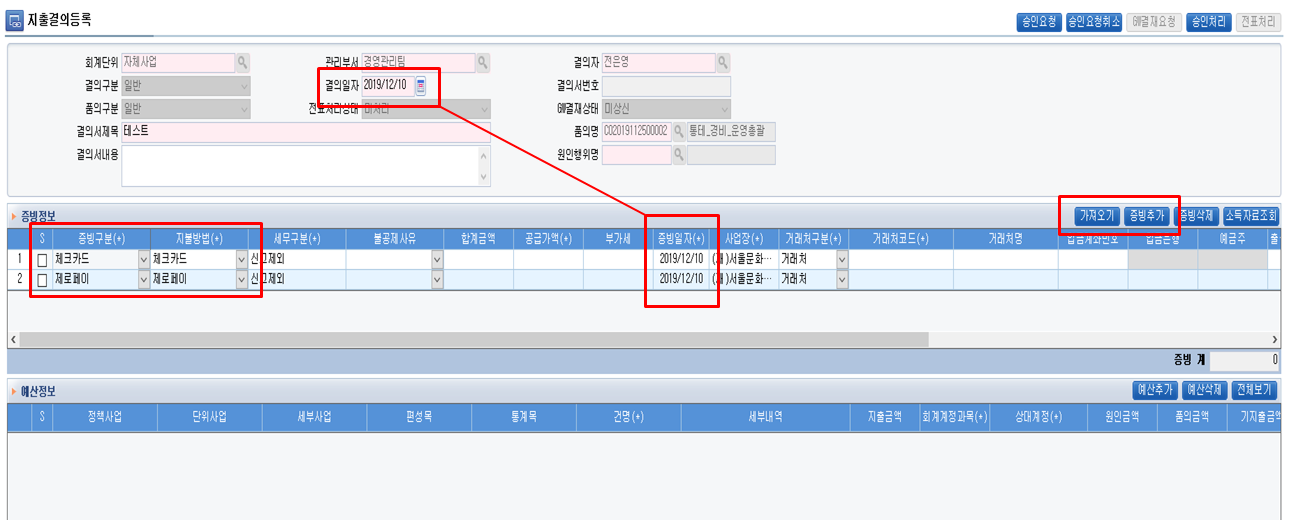 지출결의등록 승인요청 승인요청취소 GW결재요청 승인처리 전표처리
회계단위 자체사업 관리부서 경영관리팀 결의자 전은영
결의구분 일반 결의일자 2019/12/10 결의서번호
품의구분 일반 전표처리상태 미처리 GW결재상태 미상신
결의서제목 테스트 품의명 C02019112500002 통테_경비_운영총괄
결의서내용 원인행위명
증빙정보 가져오기 증빙추가 증빙삭제 소득자료조회
S 증빙구분(+) 지불방법(+) 세무구분(+) 불공제사유 합계금액 공급가액(+) 부가세 증빙일자(+) 사업장(+) 거래처구분(+) 거래처코드(+) 거래처명 입금계좌번호 입금은행 예금주 출
1 체크카드 체크카드 신고제외 2019/12/10 (재)서울문화… 거래처
2 제로페이 제로페이 신고제외 2019/12/10 (재)서울문화… 거래처
증빙 계 0
예산정보 예산추가 예산삭제 전체보기
S 정책사업 단위사업 세부사업 편성목 통계목 건명(+) 세부내역 지출금액 회계계정과목(+) 상대계정(+) 원인금액 품의금액 기지출금액